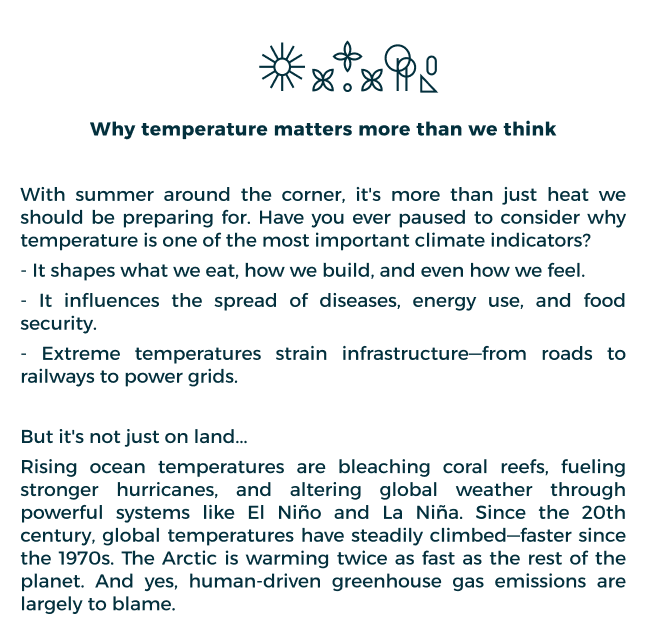 Why temperature matters more than we think
With summer around the corner, it's more than just heat we
should be preparing for. Have you ever paused to consider why
temperature is one of the most important climate indicators?
- It shapes what we eat, how we build, and even how we feel.
- It influences the spread of diseases, energy use, and food
security.
- Extreme temperatures strain infrastructure—from roads to
railways to power grids.
But it's not just on land...
Rising ocean temperatures are bleaching coral reefs, fueling
stronger hurricanes, and altering global weather through
powerful systems like El Niño and La Niña. Since the 20th
century, global temperatures have steadily climbed—faster since
the 1970s. The Arctic is warming twice as fast as the rest of the
planet. And yes, human-driven greenhouse gas emissions are
largely to blame.